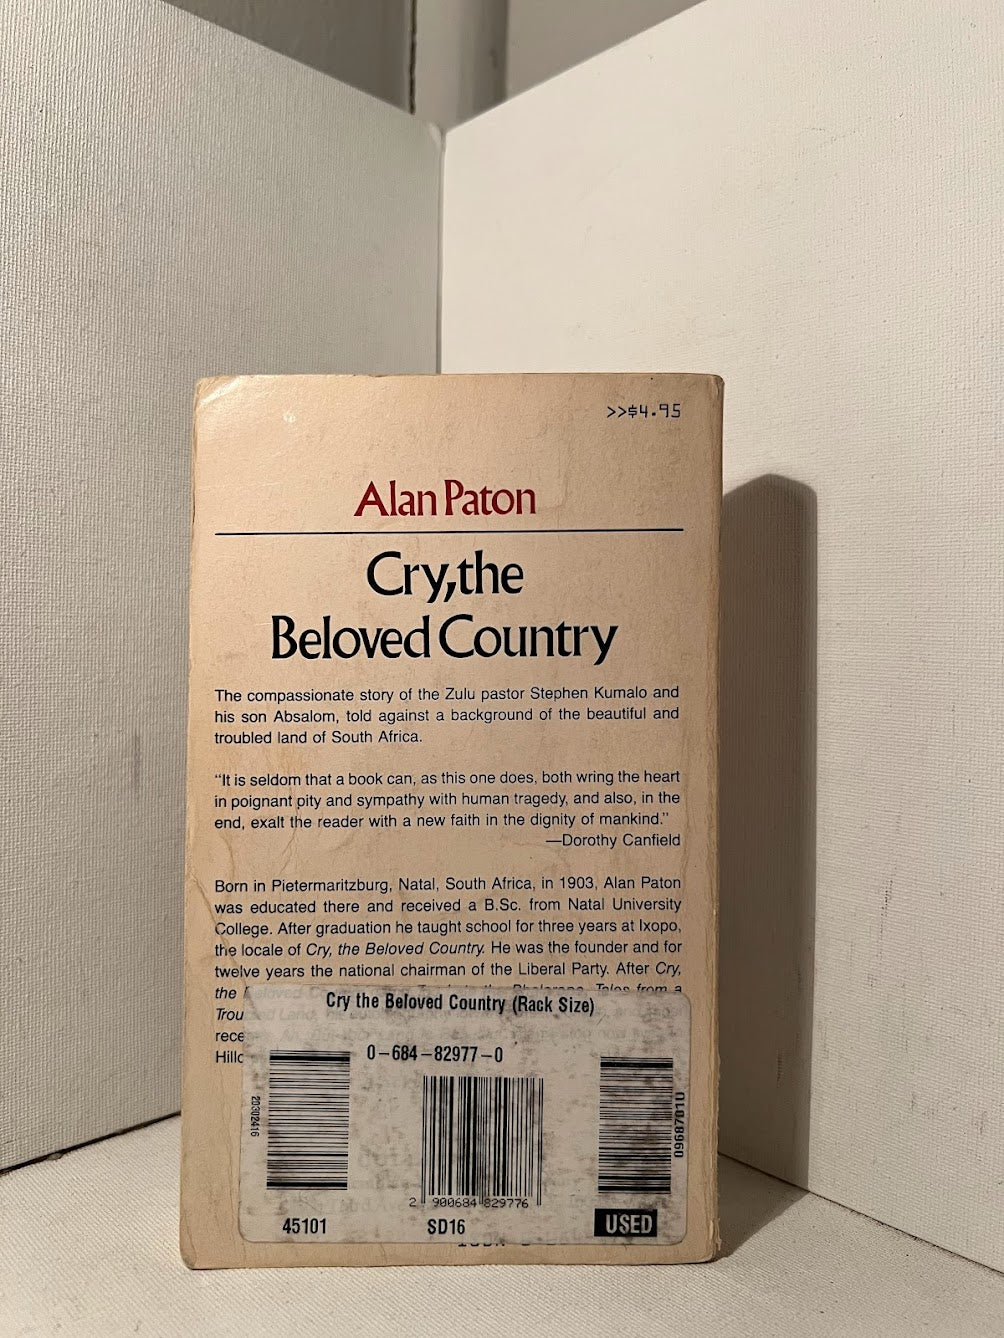 >>$4.95
Alan Paton
Cry, the
Beloved Country
The compassionate story of the Zulu pastor Stephen Kumalo and
his son Absalom, told against a background of the beautiful and
troubled land of South Africa.
“It is seldom that a book can, as this one does, both wring the heart
in poignant pity and sympathy with human tragedy, and also, in the
end, exalt the reader with a new faith in the dignity of mankind.”
—Dorothy Canfield
Born in Pietermaritzburg, Natal, South Africa, in 1903, Alan Paton
was educated there and received a B.Sc. from Natal University
College. After graduation he taught school for three years at Ixopo,
the locale of Cry, the Beloved Country. He was the founder and for
twelve years the national chairman of the Liberal Party. After Cry,
the Beloved Tales from a
Cry the Beloved Country (Rack Size)
0-684-82977-0
20302416
09687010
2 900684 829776
45101
SD16
USED